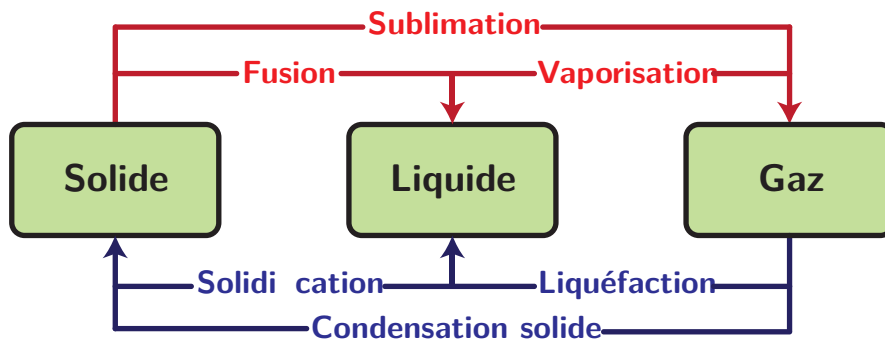 Sublimation
Fusion Vaporisation
Solide Liquide Gaz
Solidi cation Liquéfaction
Condensation solide